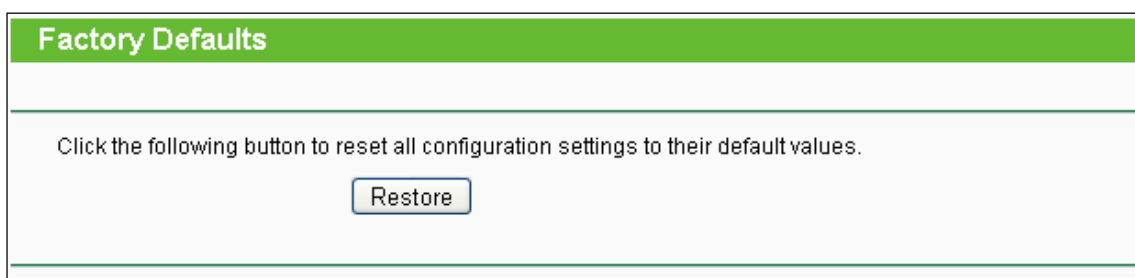 Factory Defaults
Click the following button to reset all configuration settings to their default values.
Restore